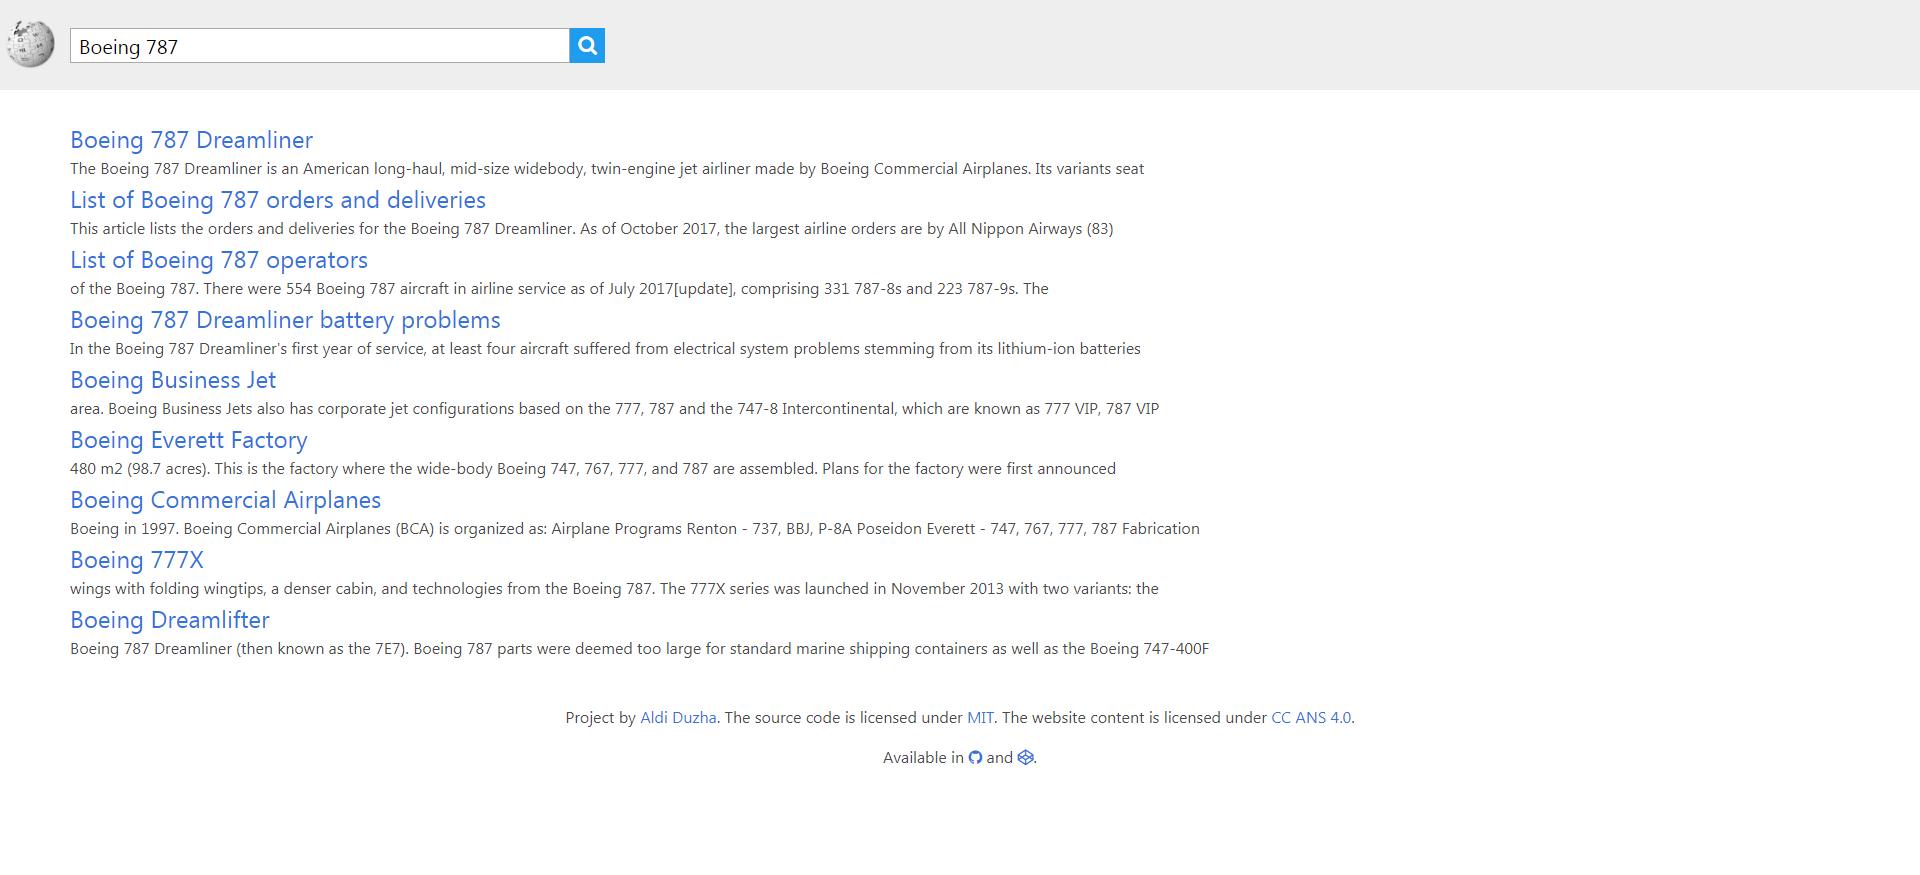 Boeing 787
Boeing 787 Dreamliner
The Boeing 787 Dreamliner is an American long-haul, mid-size widebody, twin-engine jet airliner made by Boeing Commercial Airplanes. Its variants seat
List of Boeing 787 orders and deliveries
This article lists the orders and deliveries for the Boeing 787 Dreamliner. As of October 2017, the largest airline orders are by All Nippon Airways (83)
List of Boeing 787 operators
of the Boeing 787. There were 554 Boeing 787 aircraft in airline service as of July 2017[update], comprising 331 787-8s and 223 787-9s. The
Boeing 787 Dreamliner battery problems
In the Boeing 787 Dreamliner's first year of service, at least four aircraft suffered from electrical system problems stemming from its lithium-ion batteries
Boeing Business Jet
area. Boeing Business Jets also has corporate jet configurations based on the 777, 787 and the 747-8 Intercontinental, which are known as 777 VIP, 787 VIP
Boeing Everett Factory
480 m2 (98.7 acres). This is the factory where the wide-body Boeing 747, 767, 777, and 787 are assembled. Plans for the factory were first announced
Boeing Commercial Airplanes
Boeing in 1997. Boeing Commercial Airplanes (BCA) is organized as: Airplane Programs Renton - 737, BBJ, P-8A Poseidon Everett - 747, 767, 777, 787 Fabrication
Boeing 777X
wings with folding wingtips, a denser cabin, and technologies from the Boeing 787. The 777X series was launched in November 2013 with two variants: the
Boeing Dreamlifter
Boeing 787 Dreamliner (then known as the 7E7). Boeing 787 parts were deemed too large for standard marine shipping containers as well as the Boeing 747-400F
Project by Aldi Duzha. The source code is licensed under MIT. The website content is licensed under CC ANS 4.0.
Available in and .